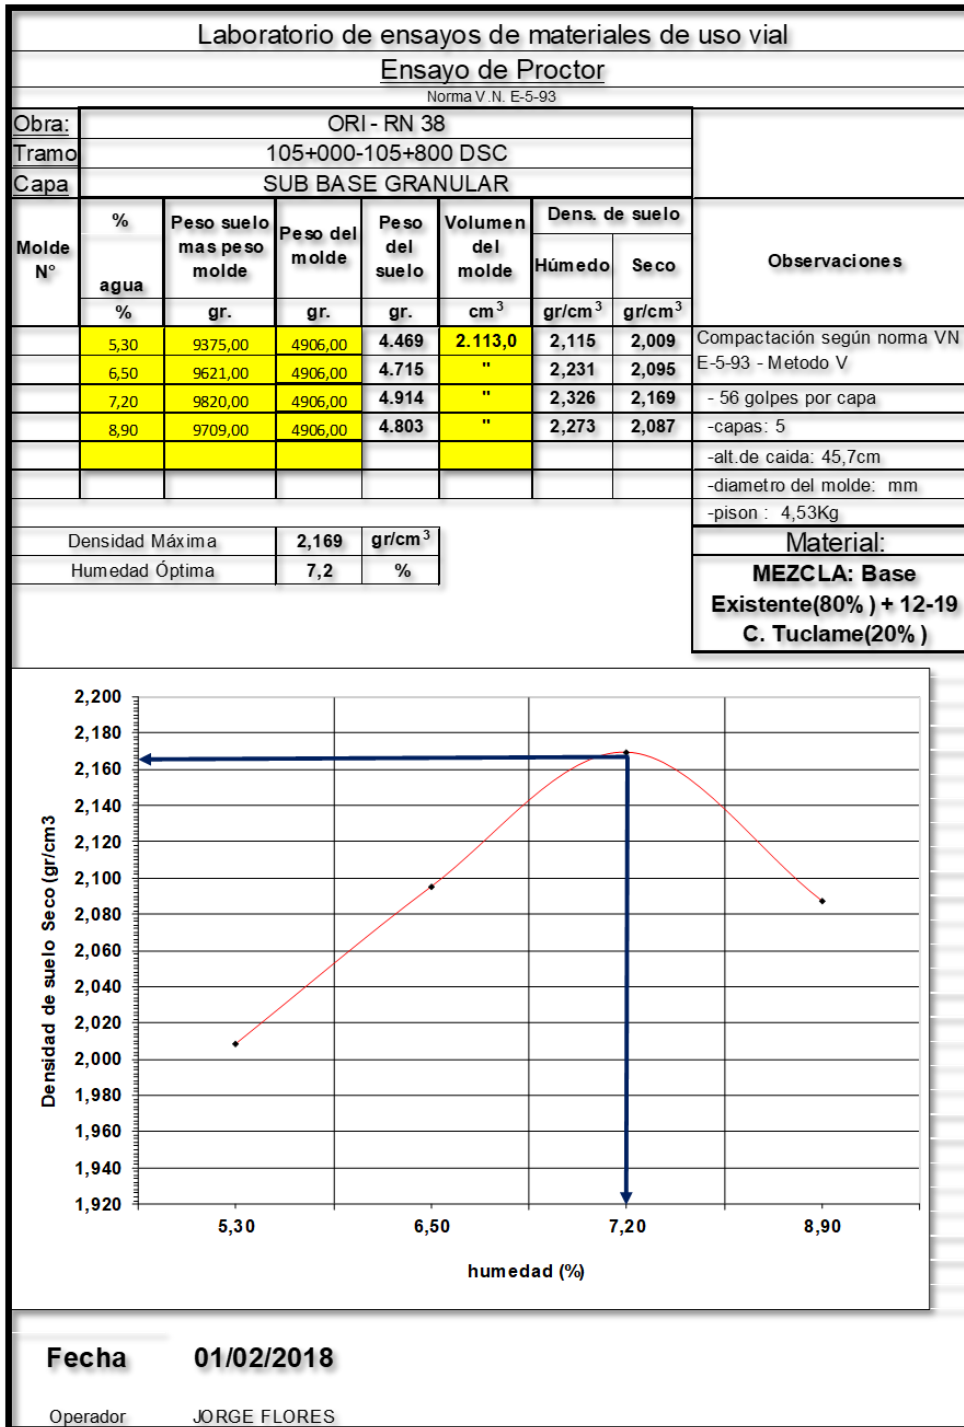 Laboratorio de ensayos de materiales de uso vial
Ensayo de Proctor
Norma V.N. E-5-93
Obra: ORI - RN 38
Tramo 105+000-105+800 DSC
Capa SUB BASE GRANULAR
Molde N° % agua Peso suelo mas peso molde Peso del molde Peso del suelo Volumen del molde Dens. de suelo Observaciones
Húmedo Seco
% gr. gr. gr. cm³ gr/cm³ gr/cm³
5,30 9375,00 4906,00 4.469 2.113,0 2,115 2,009 Compactación según norma VN
6,50 9621,00 4906,00 4.715 " 2,231 2,095 E-5-93 - Metodo V
7,20 9820,00 4906,00 4.914 " 2,326 2,169 - 56 golpes por capa
8,90 9709,00 4906,00 4.803 " 2,273 2,087 -capas: 5
-alt.de caida: 45,7cm
-diametro del molde: mm
-pison : 4,53Kg
Densidad Máxima 2,169 gr/cm³
Humedad Óptima 7,2 %
Material:
MEZCLA: Base
Existente(80% ) + 12-19
C. Tuclame(20% )
2,200
2,180
2,160
2,140
2,120
2,100
2,080
2,060
2,040
2,020
2,000
1,980
1,960
1,940
1,920
Densidad de suelo Seco (gr/cm3
5,30 6,50 7,20 8,90
humedad (%)
Fecha 01/02/2018
Operador JORGE FLORES